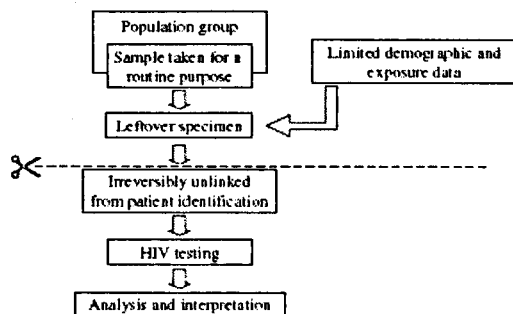 Population group
Sample taken for a
routine purpose
Limited demographic and
exposure data
Leftover specimen
Irreversibly unlinked
from patient identification
HIV testing
Analysis and interpretation